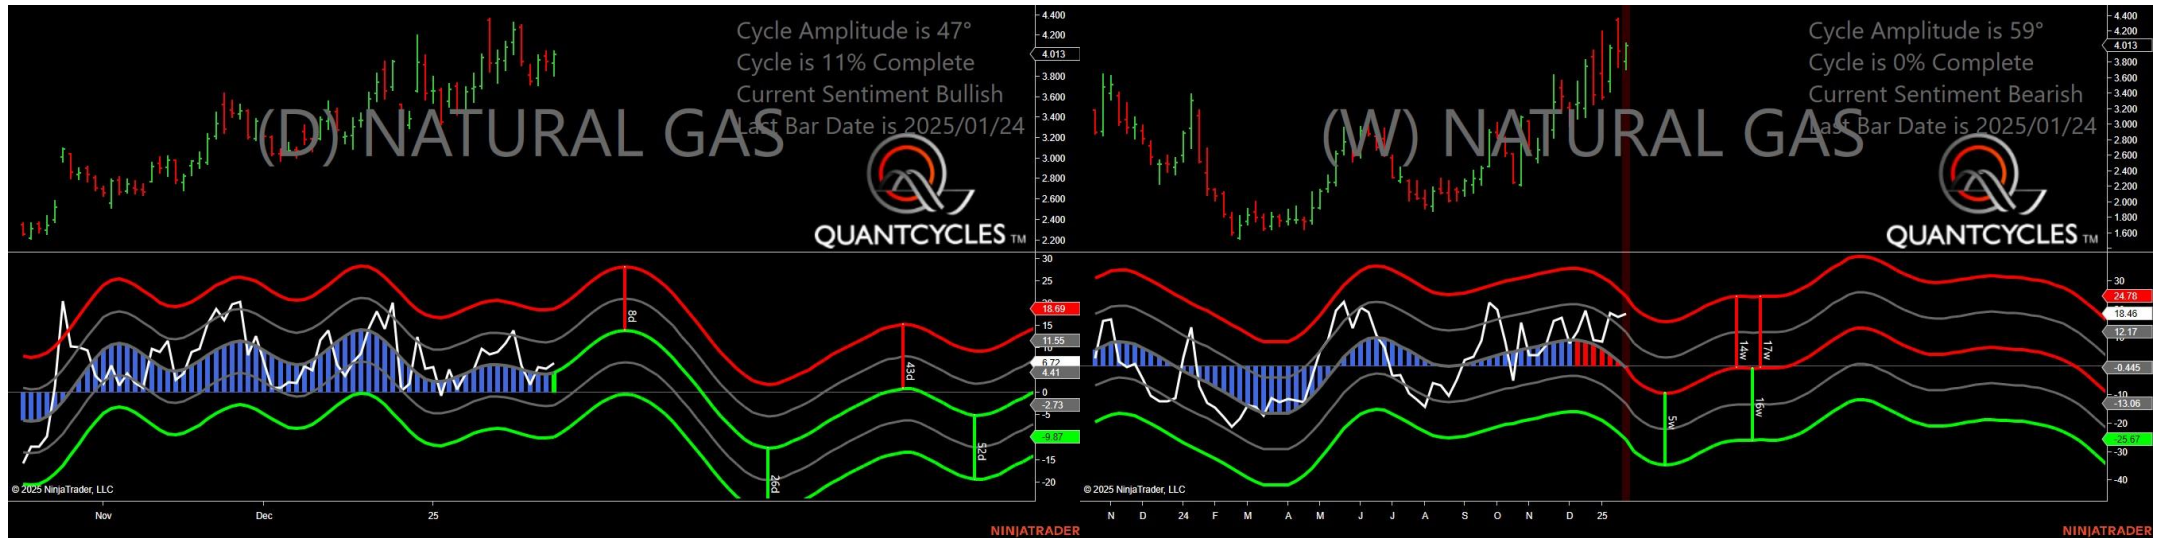 Cycle Amplitude is 47°
Cycle is 11% Complete
Current Sentiment Bullish
Last Bar Date is 2025/01/24
(D) NATURAL GAS
QUANTCYCLES TM
4.400
4.200
4.013
3.800
3.600
3.400
3.200
3.000
2.800
2.600
2.400
2.200
30
25
18.69
15
11.55
6.72
4.41
0
-2.73
-5
-9.87
-15
-20
8d
26d
43d
52d
© 2025 NinjaTrader, LLC
Nov
Dec
25
NINJATRADER
Cycle Amplitude is 59°
Cycle is 0% Complete
Current Sentiment Bearish
Last Bar Date is 2025/01/24
(W) NATURAL GAS
QUANTCYCLES TM
4.400
4.200
4.013
3.800
3.600
3.400
3.200
3.000
2.800
2.600
2.400
2.200
2.000
1.800
1.600
30
24.78
18.46
12.17
-0.445
-13.06
-20
-25.67
-30
-40
5w
14w
17w
16w
© 2025 NinjaTrader, LLC
N
D
24
F
M
A
M
J
J
A
S
O
N
D
25
NINJATRADER